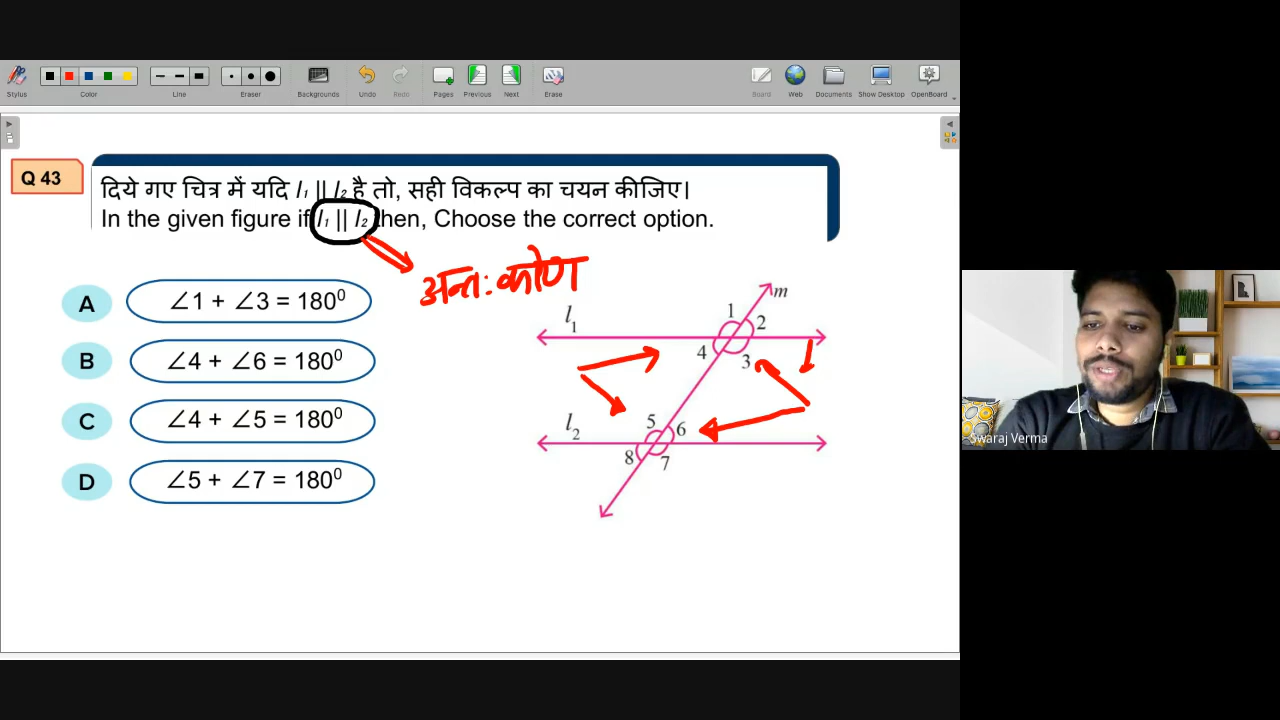 Stylus Color Line Eraser Backgrounds Undo Redo Pages Previous Next Erase Board Web Documents Show Desktop OpenBoard
Q 43
दिये गए चित्र में यदि l₁ || l₂ है तो, सही विकल्प का चयन कीजिए।
In the given figure if l₁ || l₂ then, Choose the correct option.
अन्तः कोण
A ∠1 + ∠3 = 180⁰
B ∠4 + ∠6 = 180⁰
C ∠4 + ∠5 = 180⁰
D ∠5 + ∠7 = 180⁰
m
l₁
1 2
4 3
l₂
5 6
8 7
Swaraj Verma